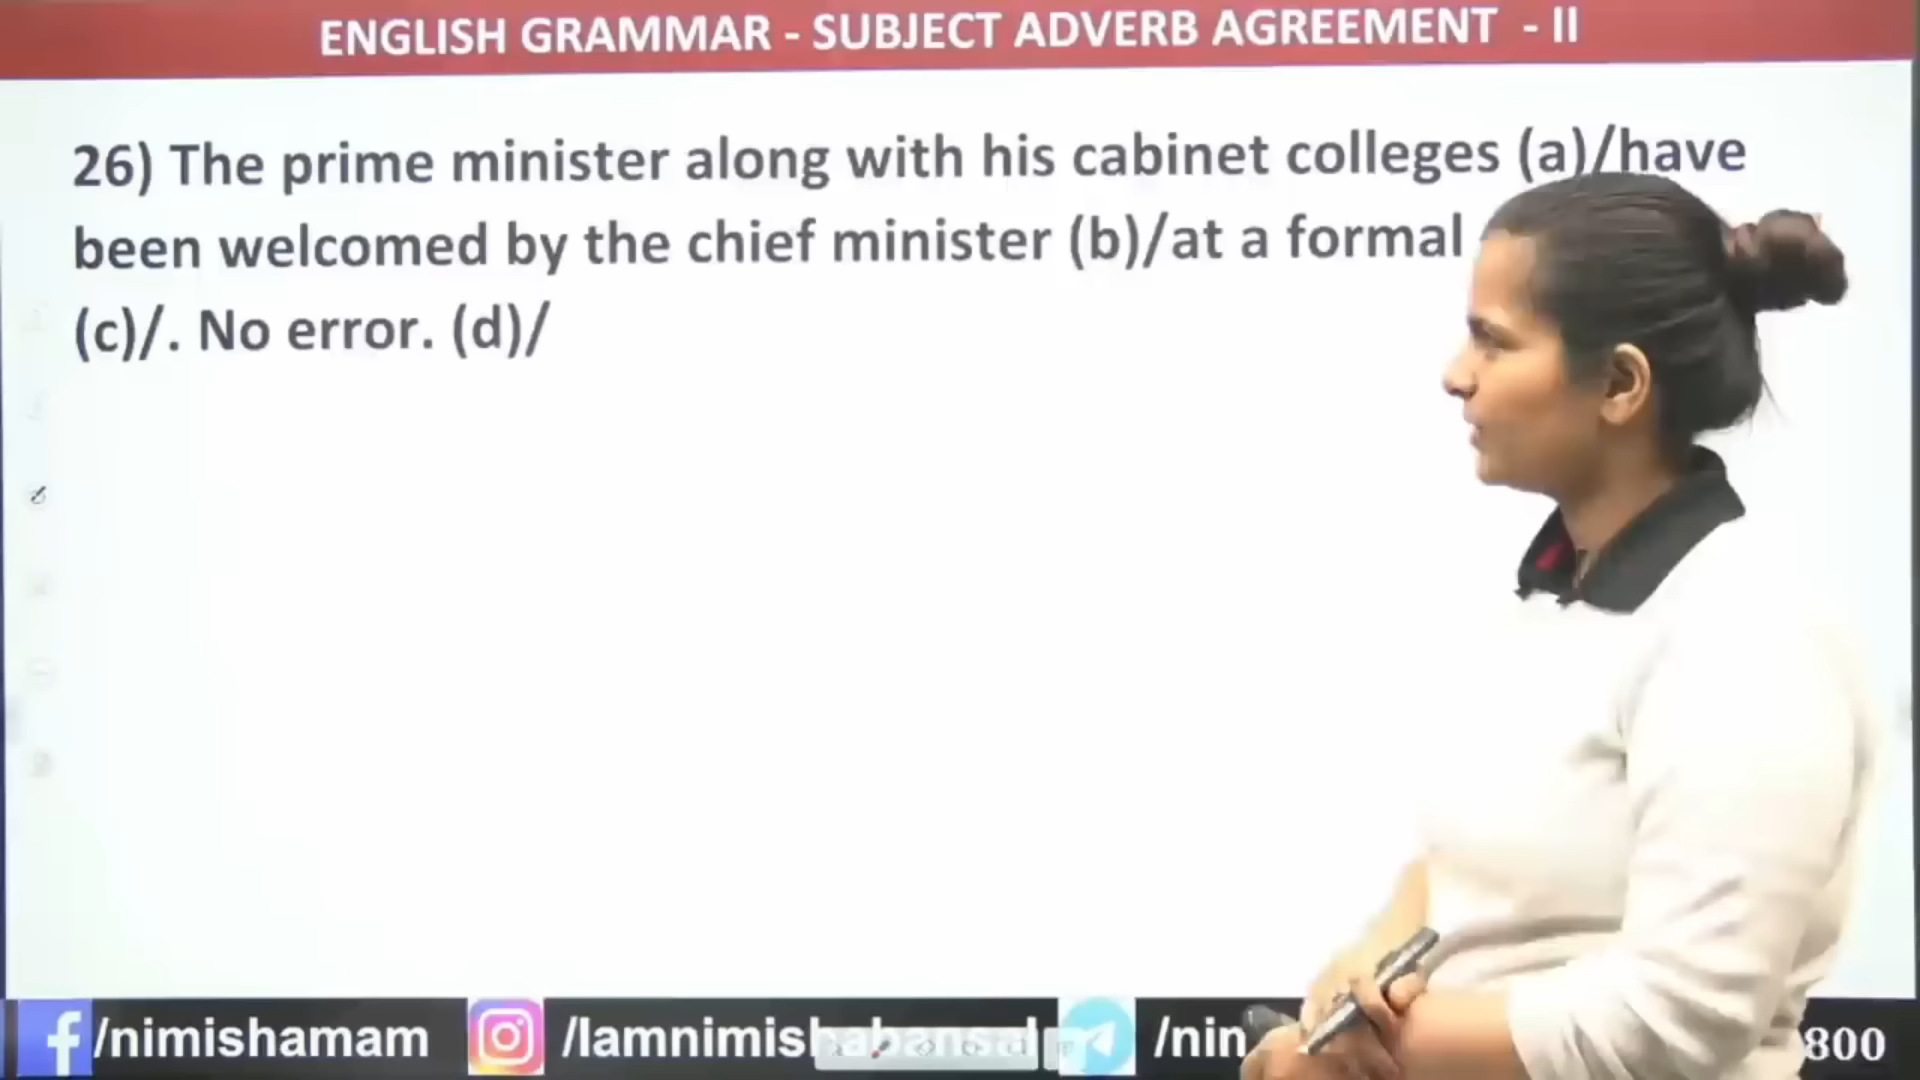 ENGLISH GRAMMAR - SUBJECT ADVERB AGREEMENT - II
26) The prime minister along with his cabinet colleges (a)/have
been welcomed by the chief minister (b)/at a formal
(c)/. No error. (d)/
/nimishamam /Iamnimishabansal /nin 800